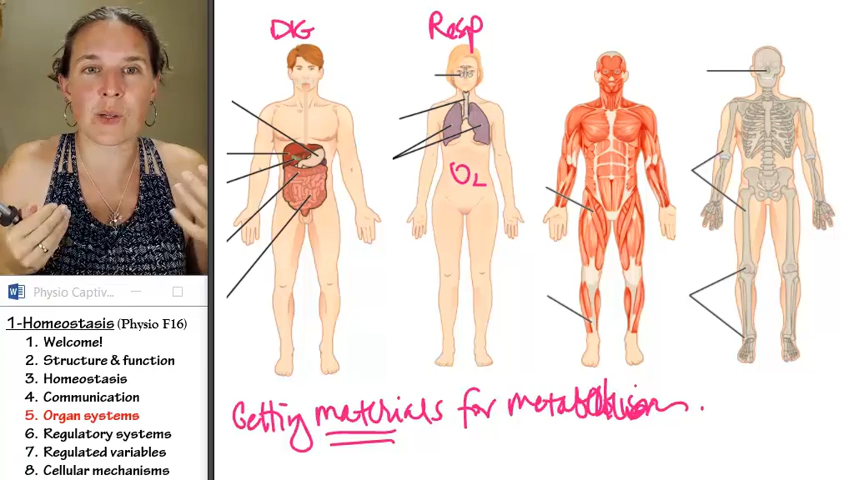 DIG
Resp
O2
Getting materials for metabolism.
Physio Captiv...
1-Homeostasis (Physio F16)
1. Welcome!
2. Structure & function
3. Homeostasis
4. Communication
5. Organ systems
6. Regulatory systems
7. Regulated variables
8. Cellular mechanisms